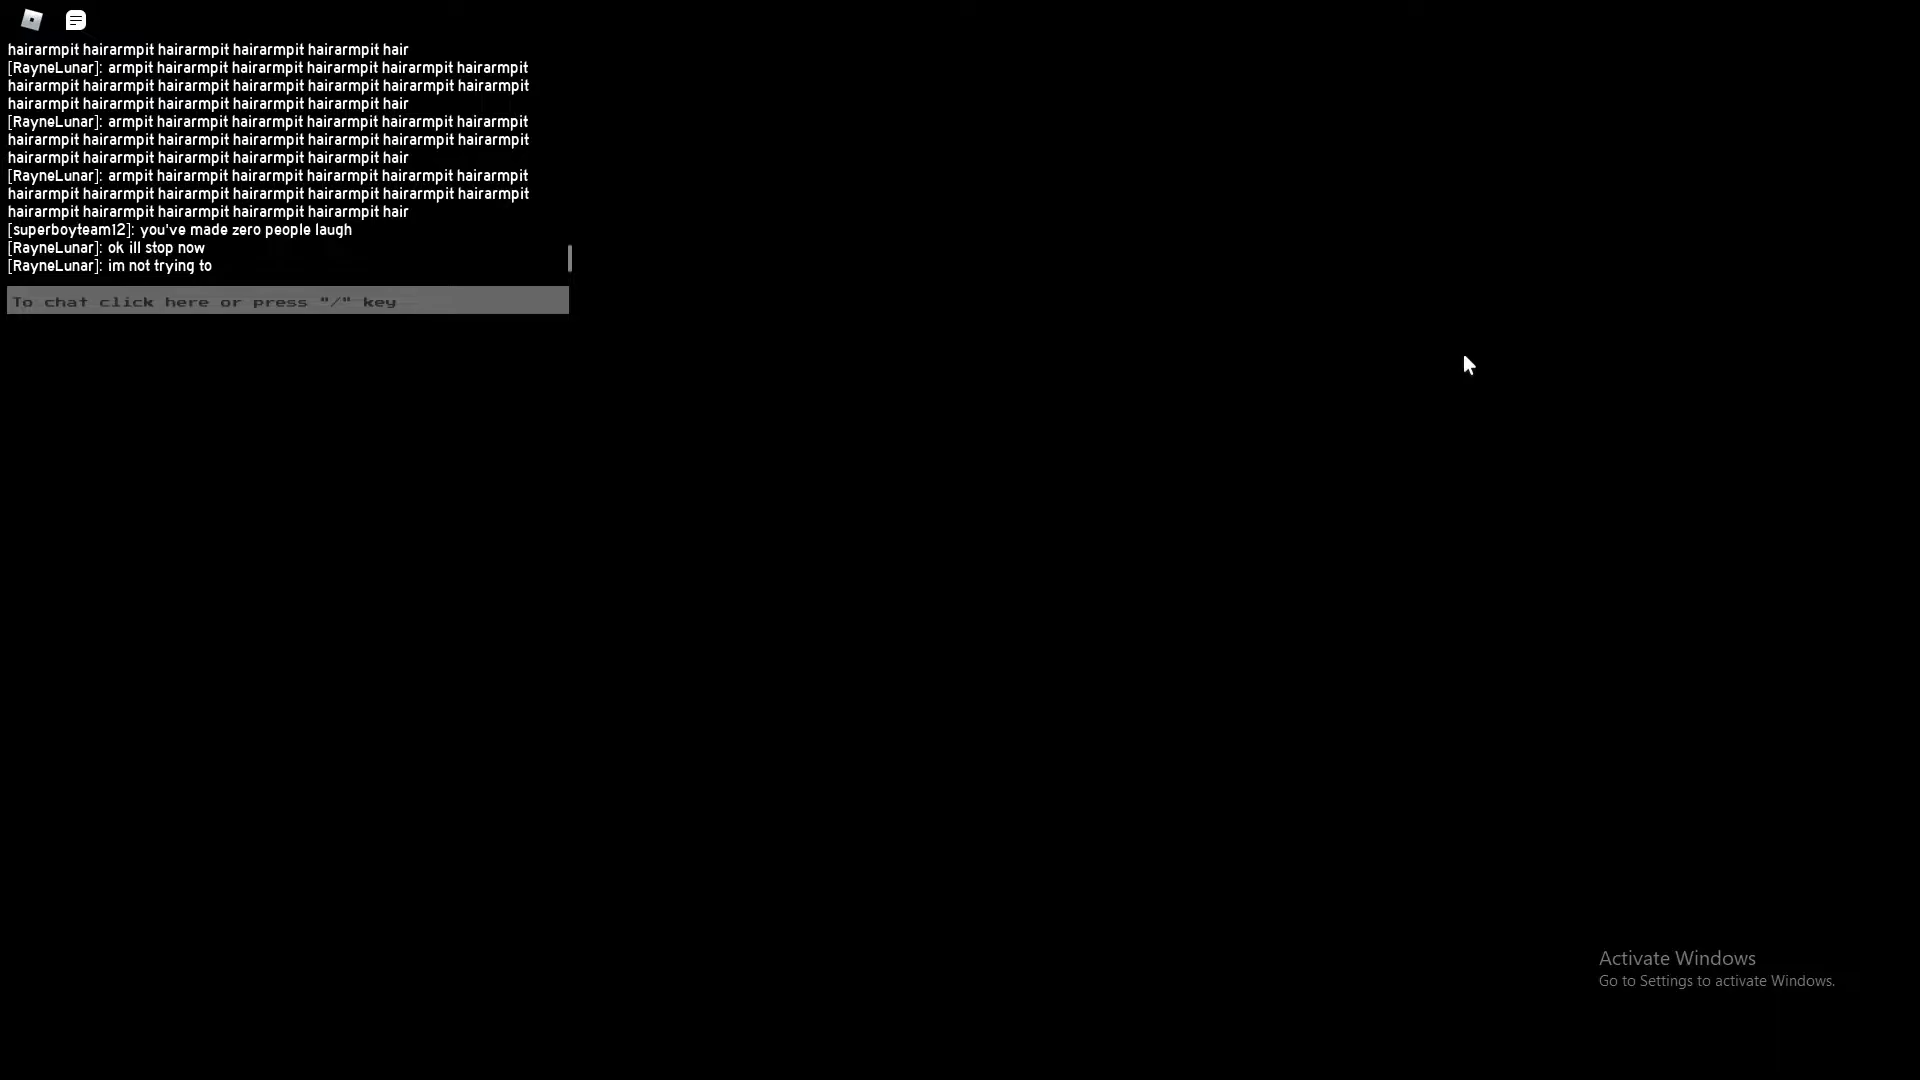 hairarmpit hairarmpit hairarmpit hairarmpit hairarmpit hair
[RayneLunar]: armpit hairarmpit hairarmpit hairarmpit hairarmpit hairarmpit
hairarmpit hairarmpit hairarmpit hairarmpit hairarmpit hairarmpit hairarmpit
hairarmpit hairarmpit hairarmpit hairarmpit hairarmpit hair
[RayneLunar]: armpit hairarmpit hairarmpit hairarmpit hairarmpit hairarmpit
hairarmpit hairarmpit hairarmpit hairarmpit hairarmpit hairarmpit hairarmpit
hairarmpit hairarmpit hairarmpit hairarmpit hairarmpit hair
[RayneLunar]: armpit hairarmpit hairarmpit hairarmpit hairarmpit hairarmpit
hairarmpit hairarmpit hairarmpit hairarmpit hairarmpit hairarmpit hairarmpit
hairarmpit hairarmpit hairarmpit hairarmpit hairarmpit hair
[superboyteam12]: you've made zero people laugh
[RayneLunar]: ok ill stop now
[RayneLunar]: im not trying to
To chat click here or press "/" key
Activate Windows
Go to Settings to activate Windows.